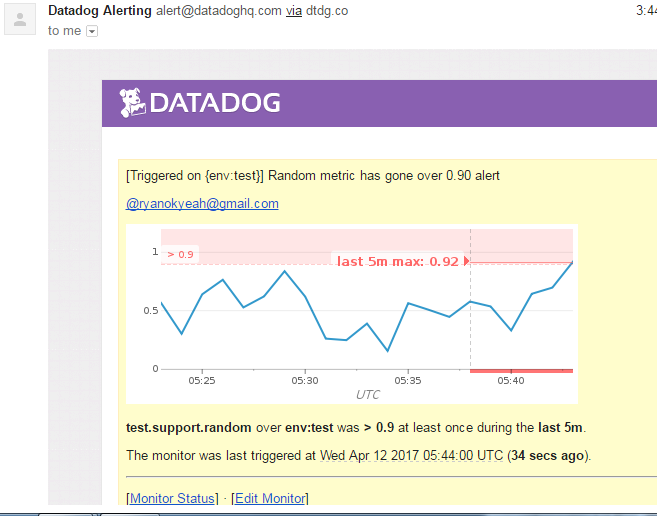 Datadog Alerting alert@datadoghq.com via dtdg.co
to me
DATADOG
[Triggered on {env:test}] Random metric has gone over 0.90 alert
@ryanokyeah@gmail.com
1
> 0.9
last 5m max: 0.92
0.5
0
05:25 05:30 05:35 05:40
UTC
test.support.random over env:test was > 0.9 at least once during the last 5m.
The monitor was last triggered at Wed Apr 12 2017 05:44:00 UTC (34 secs ago).
[Monitor Status] · [Edit Monitor]